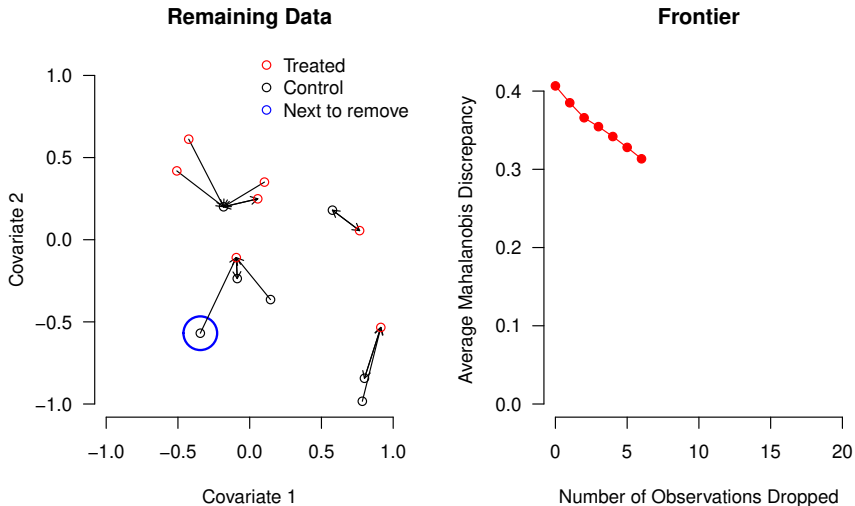 Remaining Data
Treated
Control
Next to remove
1.0
0.5
0.0
−0.5
−1.0
Covariate 2
−1.0 −0.5 0.0 0.5 1.0
Covariate 1
Frontier
0.4
0.3
0.2
0.1
0.0
Average Mahalanobis Discrepancy
0 5 10 15 20
Number of Observations Dropped